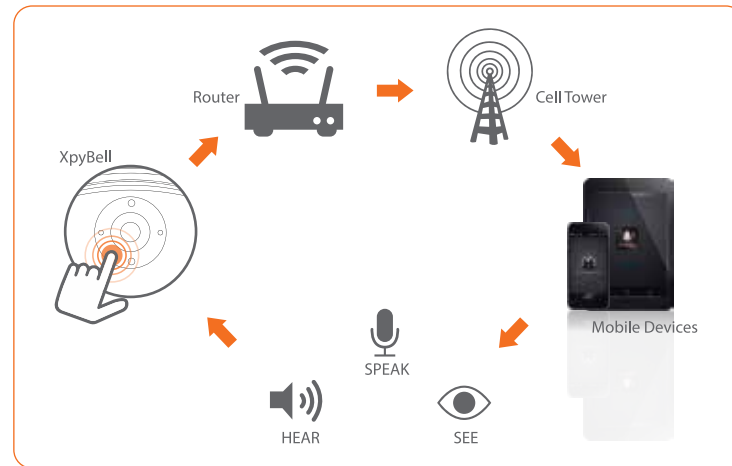 Router
Cell Tower
XpyBell
Mobile Devices
SPEAK
HEAR
SEE